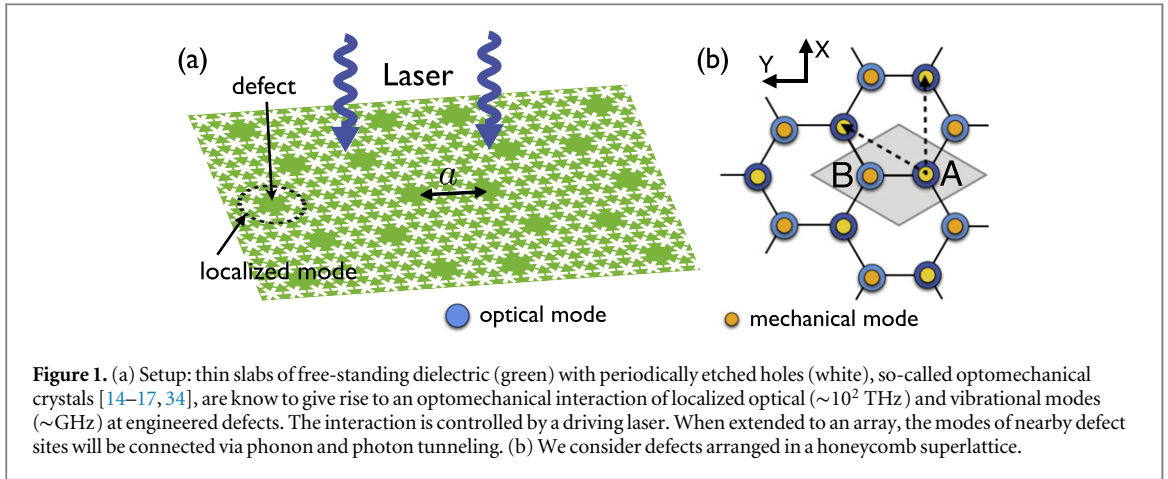 (a)
Laser
defect
a
localized mode
optical mode
(b)
X
Y
B
A
mechanical mode
Figure 1. (a) Setup: thin slabs of free-standing dielectric (green) with periodically etched holes (white), so-called optomechanical
crystals [14–17, 34], are know to give rise to an optomechanical interaction of localized optical (~10² THz) and vibrational modes
(~GHz) at engineered defects. The interaction is controlled by a driving laser. When extended to an array, the modes of nearby defect
sites will be connected via phonon and photon tunneling. (b) We consider defects arranged in a honeycomb superlattice.